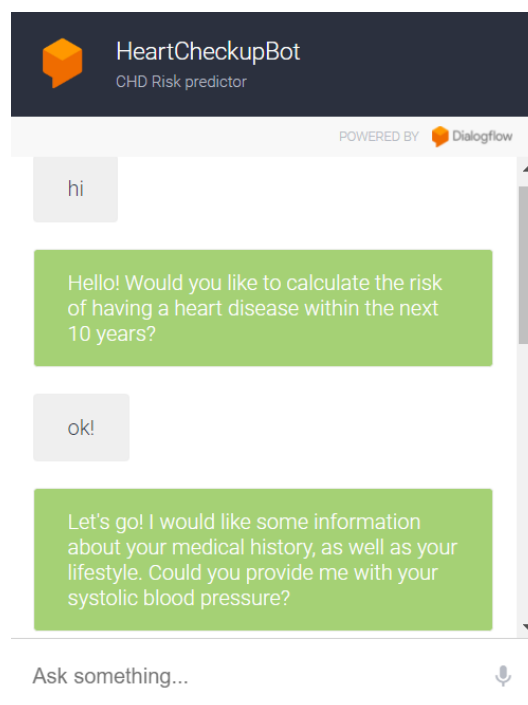 HeartCheckupBot
CHD Risk predictor
POWERED BY Dialogflow
hi
Hello! Would you like to calculate the risk
of having a heart disease within the next
10 years?
ok!
Let's go! I would like some information
about your medical history, as well as your
lifestyle. Could you provide me with your
systolic blood pressure?
Ask something...